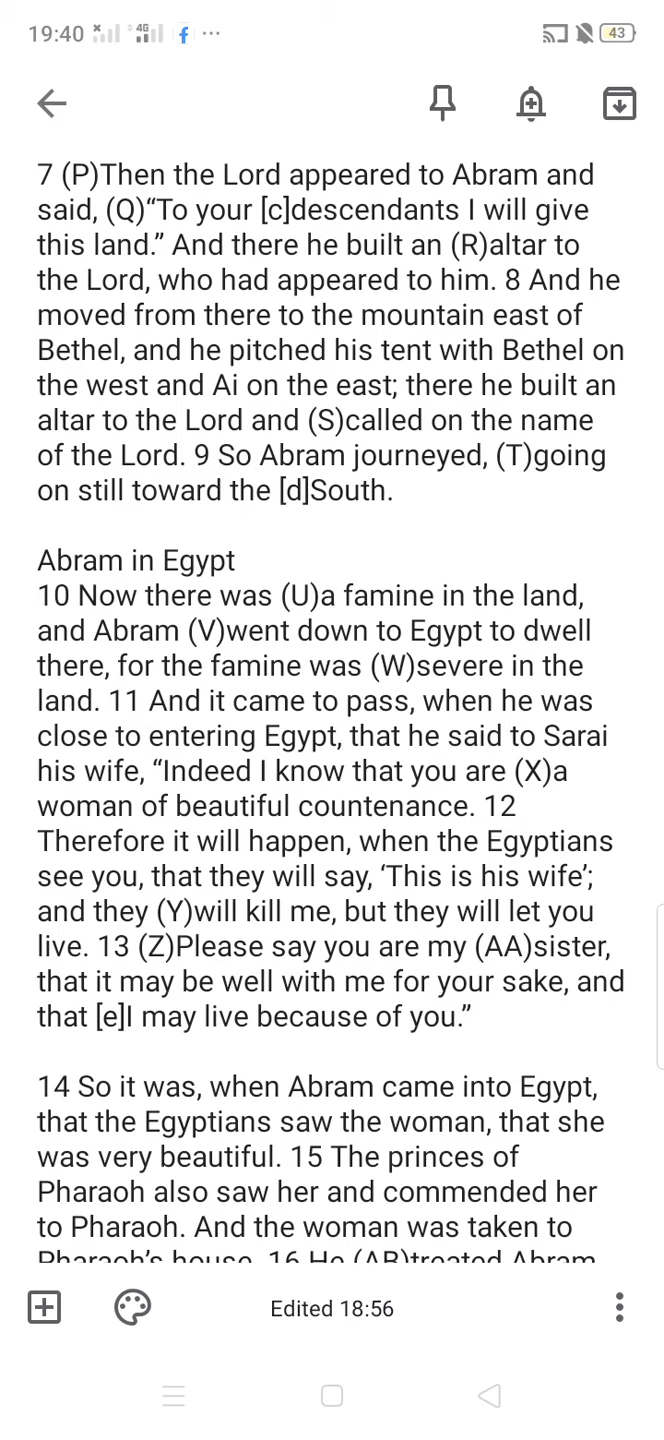 19:40 4G f ...
43
7 (P)Then the Lord appeared to Abram and
said, (Q)“To your [c]descendants I will give
this land.” And there he built an (R)altar to
the Lord, who had appeared to him. 8 And he
moved from there to the mountain east of
Bethel, and he pitched his tent with Bethel on
the west and Ai on the east; there he built an
altar to the Lord and (S)called on the name
of the Lord. 9 So Abram journeyed, (T)going
on still toward the [d]South.
Abram in Egypt
10 Now there was (U)a famine in the land,
and Abram (V)went down to Egypt to dwell
there, for the famine was (W)severe in the
land. 11 And it came to pass, when he was
close to entering Egypt, that he said to Sarai
his wife, “Indeed I know that you are (X)a
woman of beautiful countenance. 12
Therefore it will happen, when the Egyptians
see you, that they will say, ‘This is his wife’;
and they (Y)will kill me, but they will let you
live. 13 (Z)Please say you are my (AA)sister,
that it may be well with me for your sake, and
that [e]I may live because of you.”
14 So it was, when Abram came into Egypt,
that the Egyptians saw the woman, that she
was very beautiful. 15 The princes of
Pharaoh also saw her and commended her
to Pharaoh. And the woman was taken to
Pharaoh’s house. 16 He (AB)treated Abram
Edited 18:56